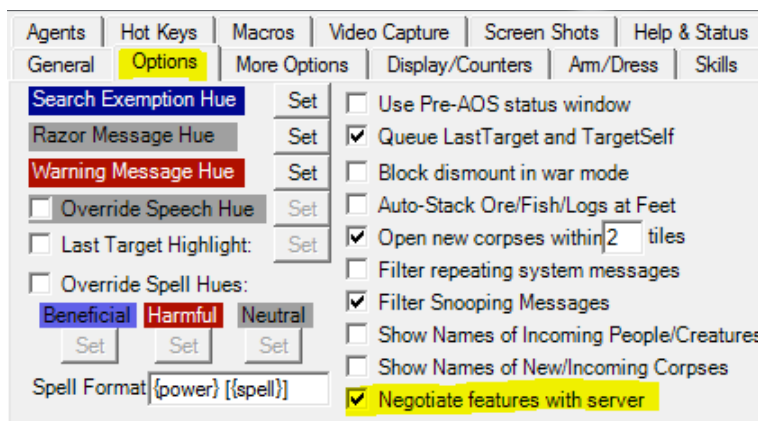 Agents Hot Keys Macros Video Capture Screen Shots Help & Status
General Options More Options Display/Counters Arm/Dress Skills
Search Exemption Hue Set
Razor Message Hue Set
Warning Message Hue Set
Override Speech Hue Set
Last Target Highlight: Set
Override Spell Hues:
Beneficial Harmful Neutral
Set Set Set
Spell Format {power} [{spell}]
Use Pre-AOS status window
Queue LastTarget and TargetSelf
Block dismount in war mode
Auto-Stack Ore/Fish/Logs at Feet
Open new corpses within 2 tiles
Filter repeating system messages
Filter Snooping Messages
Show Names of Incoming People/Creatures
Show Names of New/Incoming Corpses
Negotiate features with server